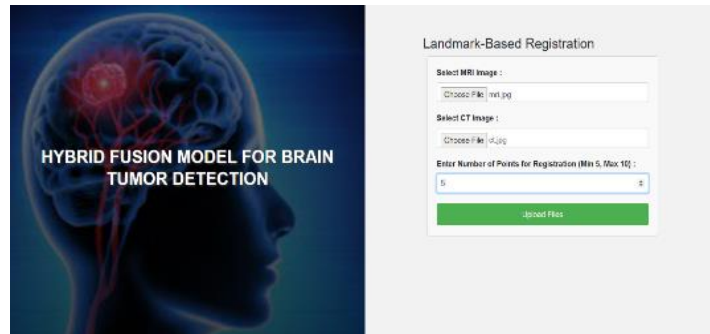 HYBRID FUSION MODEL FOR BRAIN
TUMOR DETECTION
Landmark-Based Registration
Select MRI Image :
Choose File mri.jpg
Select CT Image :
Choose File ct.jpg
Enter Number of Points for Registration (Min 5, Max 10) :
5
Upload Files